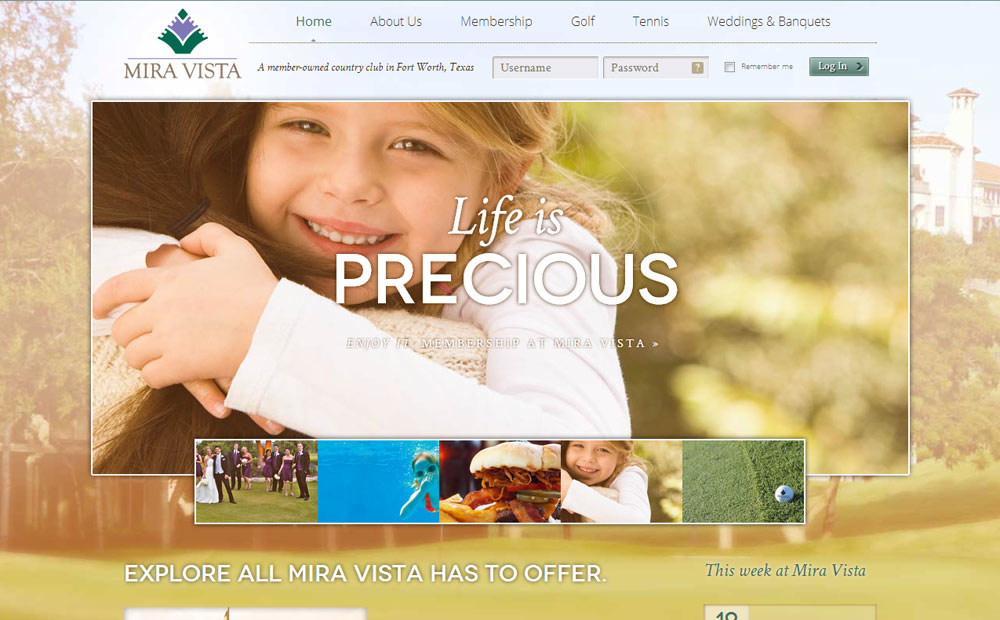 Home
About Us
Membership
Golf
Tennis
Weddings & Banquets
MIRA VISTA
A member-owned country club in Fort Worth, Texas
Username
Password
?
Remember me
Log In
Life is
PRECIOUS
ENJOY IT. MEMBERSHIP AT MIRA VISTA »
EXPLORE ALL MIRA VISTA HAS TO OFFER.
This week at Mira Vista